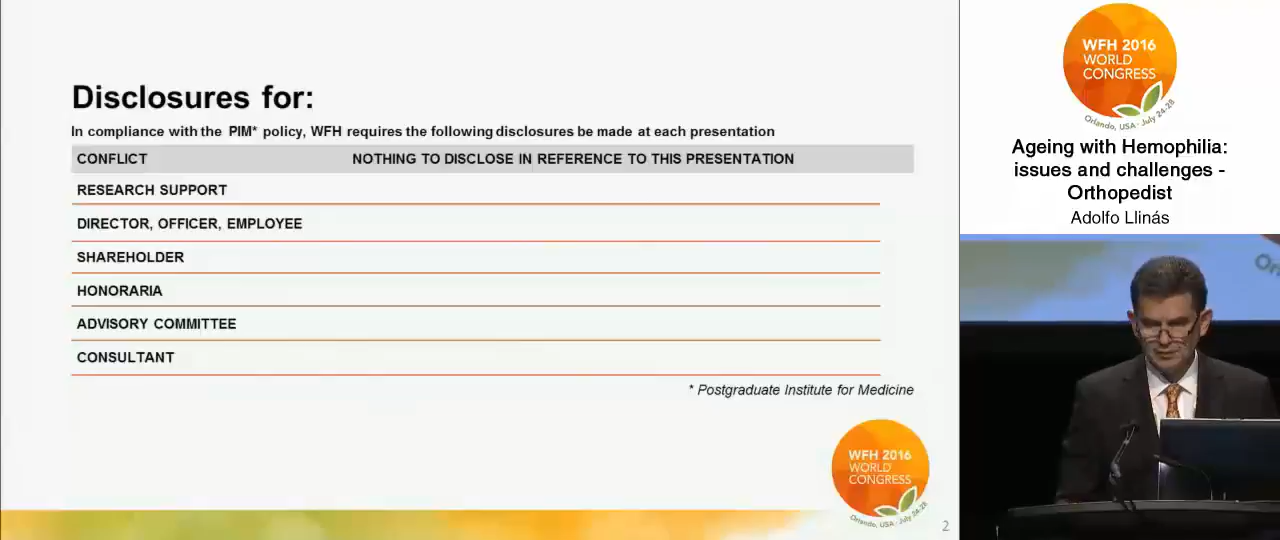 Disclosures for:
In compliance with the PIM* policy, WFH requires the following disclosures be made at each presentation
CONFLICT NOTHING TO DISCLOSE IN REFERENCE TO THIS PRESENTATION
RESEARCH SUPPORT
DIRECTOR, OFFICER, EMPLOYEE
SHAREHOLDER
HONORARIA
ADVISORY COMMITTEE
CONSULTANT
* Postgraduate Institute for Medicine
WFH 2016
WORLD
CONGRESS
Orlando, USA · July 24-28
2
WFH 2016
WORLD
CONGRESS
Orlando, USA · July 24-28
Ageing with Hemophilia:
issues and challenges -
Orthopedist
Adolfo Llinás